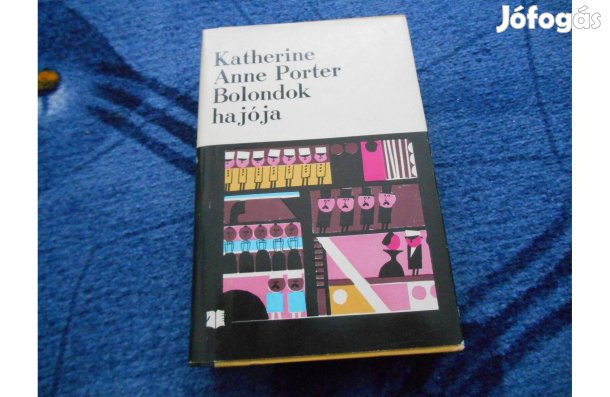 Jófogás
Katherine
Anne Porter
Bolondok
hajója